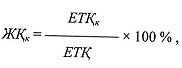 ЖҚк = ЕТҚк / ЕТҚ × 100 % ,